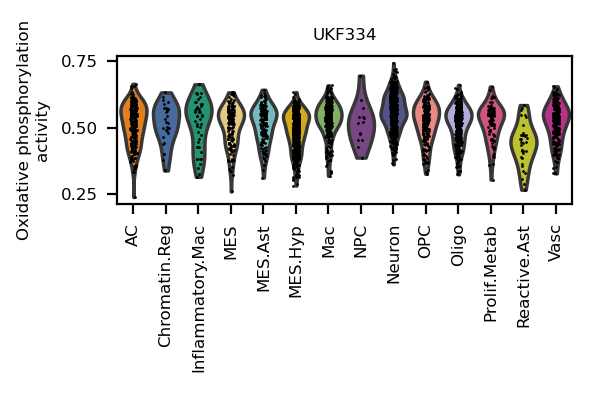 UKF334
Oxidative phosphorylation
activity
0.75
0.50
0.25
AC
Chromatin.Reg
Inflammatory.Mac
MES
MES.Ast
MES.Hyp
Mac
NPC
Neuron
OPC
Oligo
Prolif.Metab
Reactive.Ast
Vasc